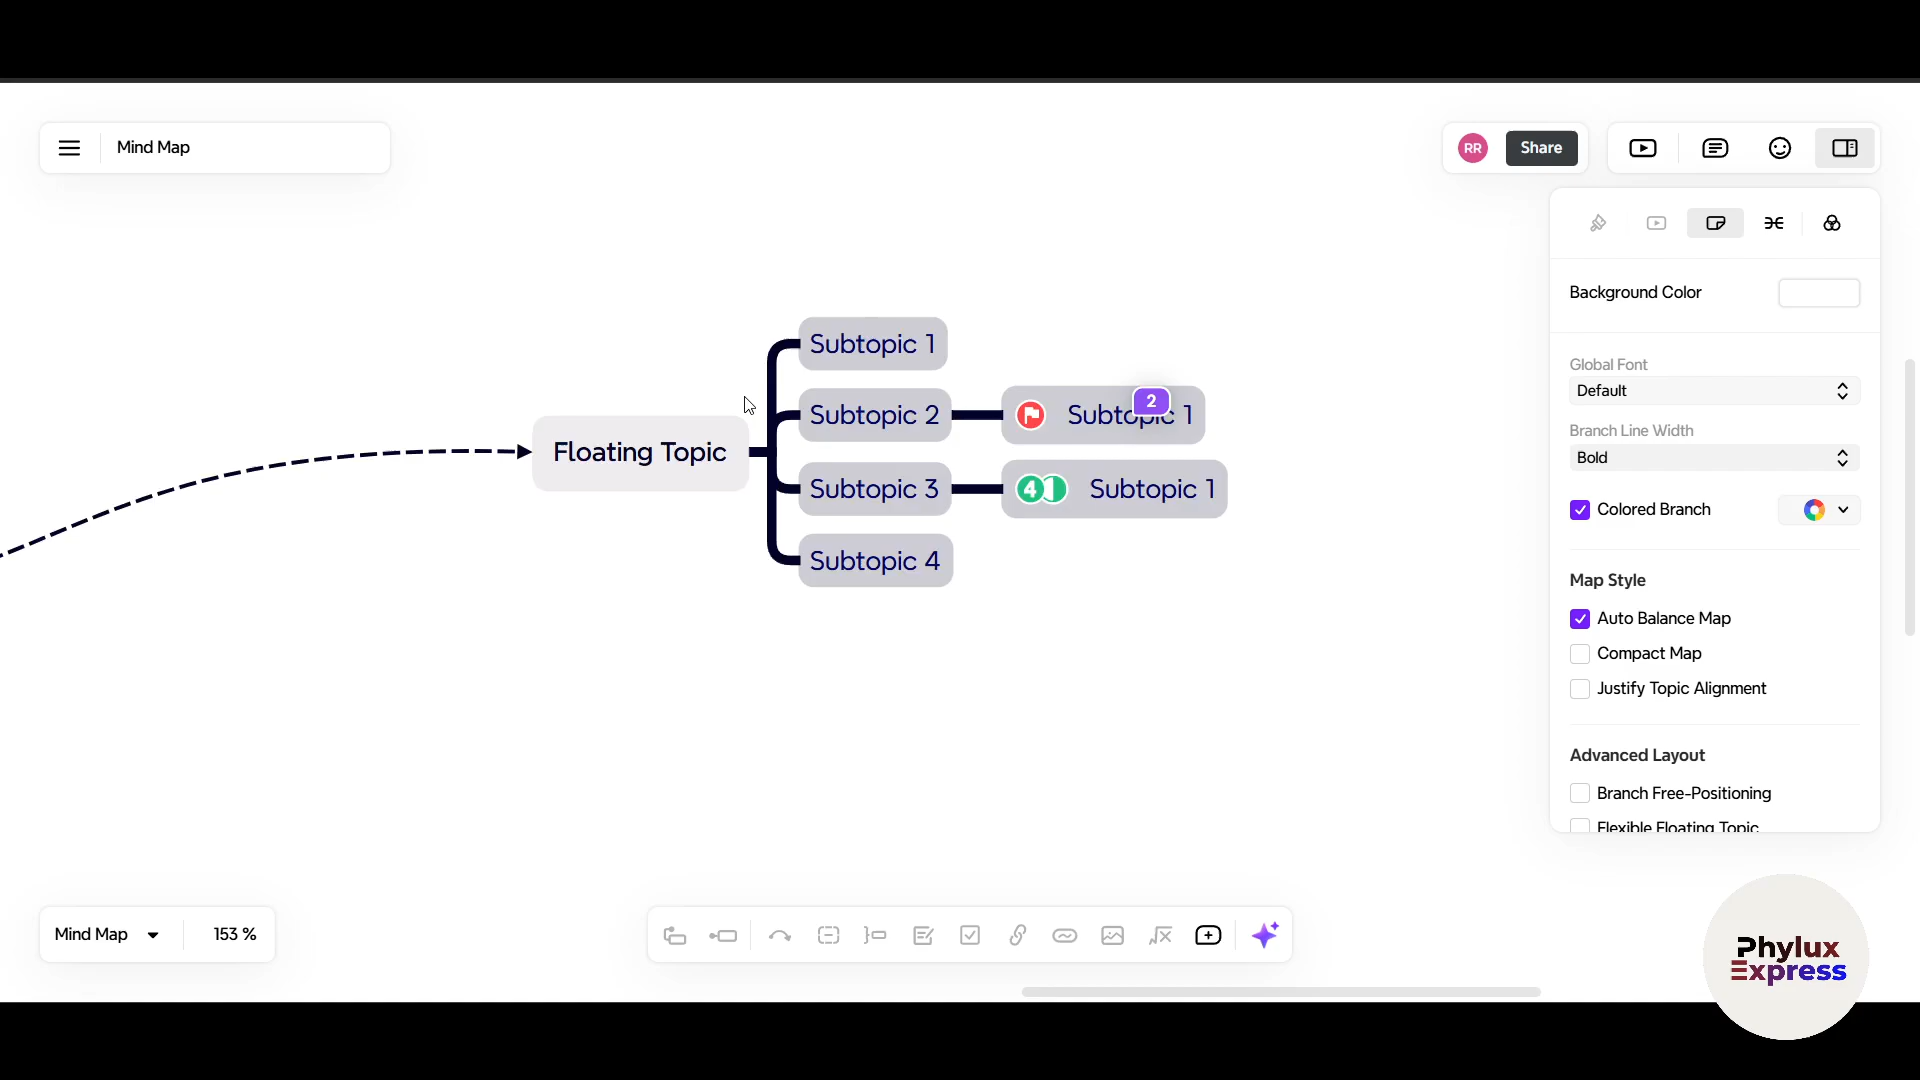 Mind Map
RR
Share
Background Color
Global Font
Default
Branch Line Width
Bold
Colored Branch
Map Style
Auto Balance Map
Compact Map
Justify Topic Alignment
Advanced Layout
Branch Free-Positioning
Flexible Floating Topic
Floating Topic
Subtopic 1
Subtopic 2
Subtopic 1
2
Subtopic 3
4
Subtopic 1
Subtopic 4
Mind Map
153 %
Phylux
Express